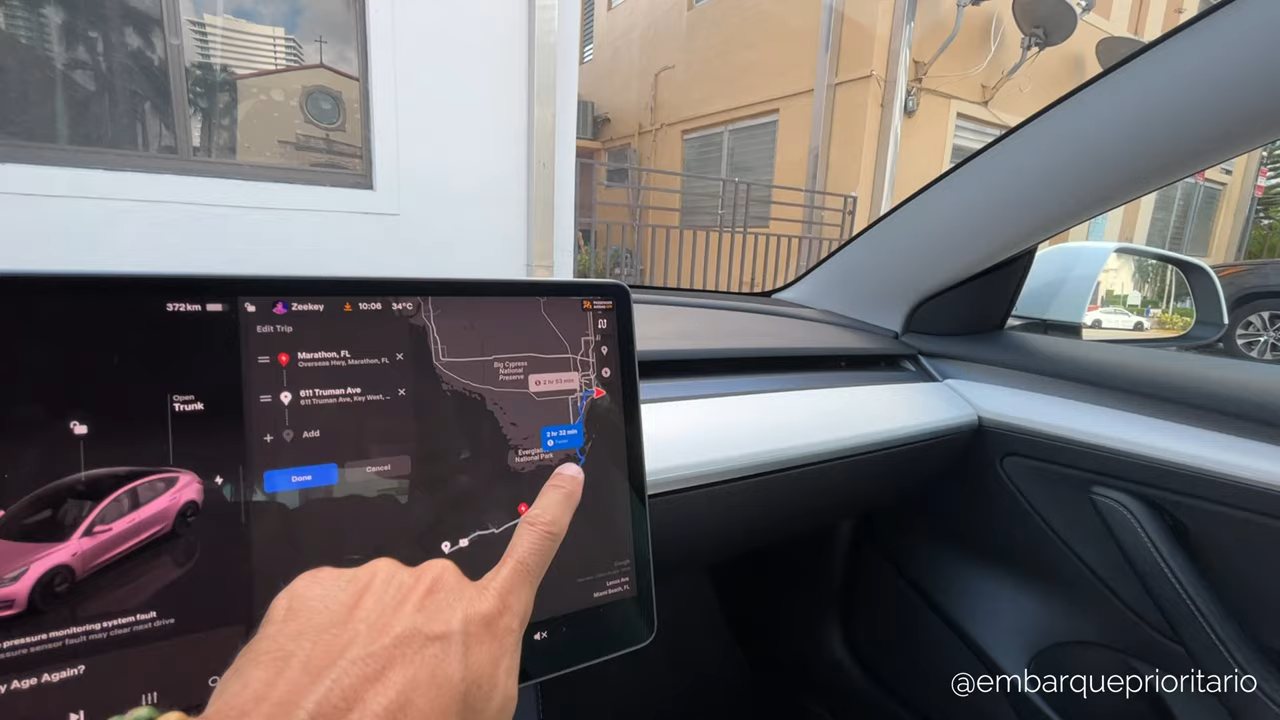 372 km
Zeekey
10:06
34°C
Edit Trip
Marathon, FL
Overseas Hwy, Marathon, FL
611 Truman Ave
611 Truman Ave, Key West, ...
Add
Done
Cancel
Open
Trunk
Big Cypress
National
Preserve
2 hr 53 min
2 hr 32 min
Faster
Everglad
National Park
Google
Lenox Ave
Miami Beach, FL
pressure monitoring system fault
ssure sensor fault may clear next drive
y Age Again?
@embarqueprioritario